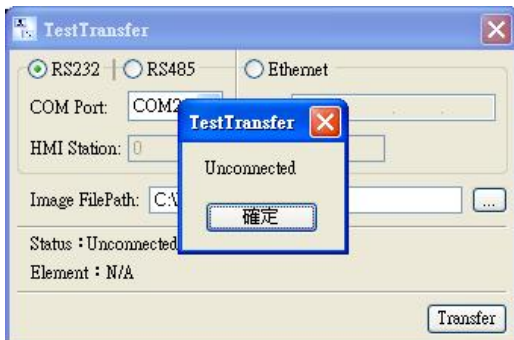 TestTransfer
RS232 | RS485
Ethernet
COM Port: COM2
HMI Station: 0
TestTransfer
Unconnected
確定
Image FilePath: C:\
...
Status：Unconnected
Element：N/A
Transfer